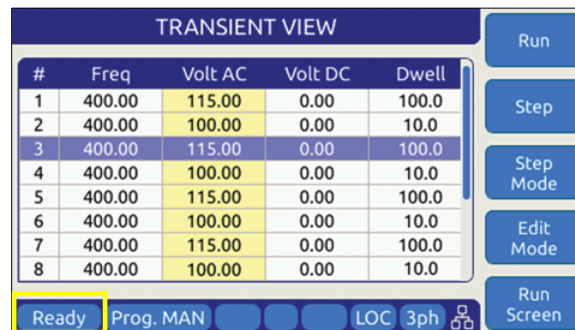 TRANSIENT VIEW
# Freq Volt AC Volt DC Dwell
1 400.00 115.00 0.00 100.0
2 400.00 100.00 0.00 10.0
3 400.00 115.00 0.00 100.0
4 400.00 100.00 0.00 10.0
5 400.00 115.00 0.00 100.0
6 400.00 100.00 0.00 10.0
7 400.00 115.00 0.00 100.0
8 400.00 100.00 0.00 10.0
Ready Prog. MAN LOC 3ph
Run
Step
Step
Mode
Edit
Mode
Run
Screen